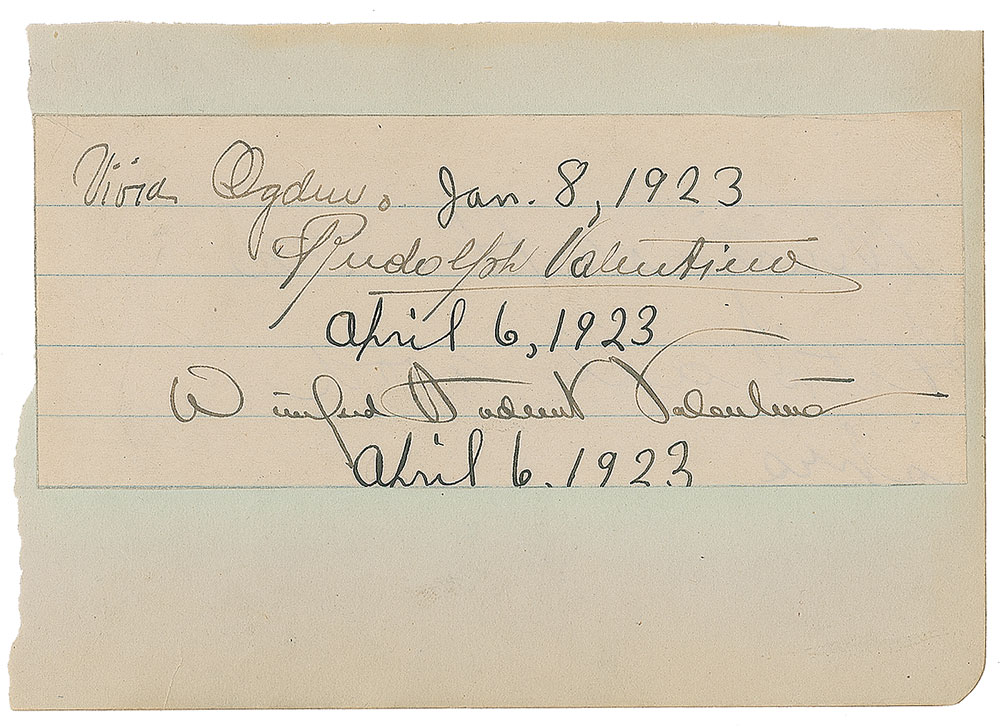 Vivia Ogden. Jan. 8, 1923
Rudolph Valentino
April 6, 1923
Winifred Hudnut Valentino
April 6, 1923